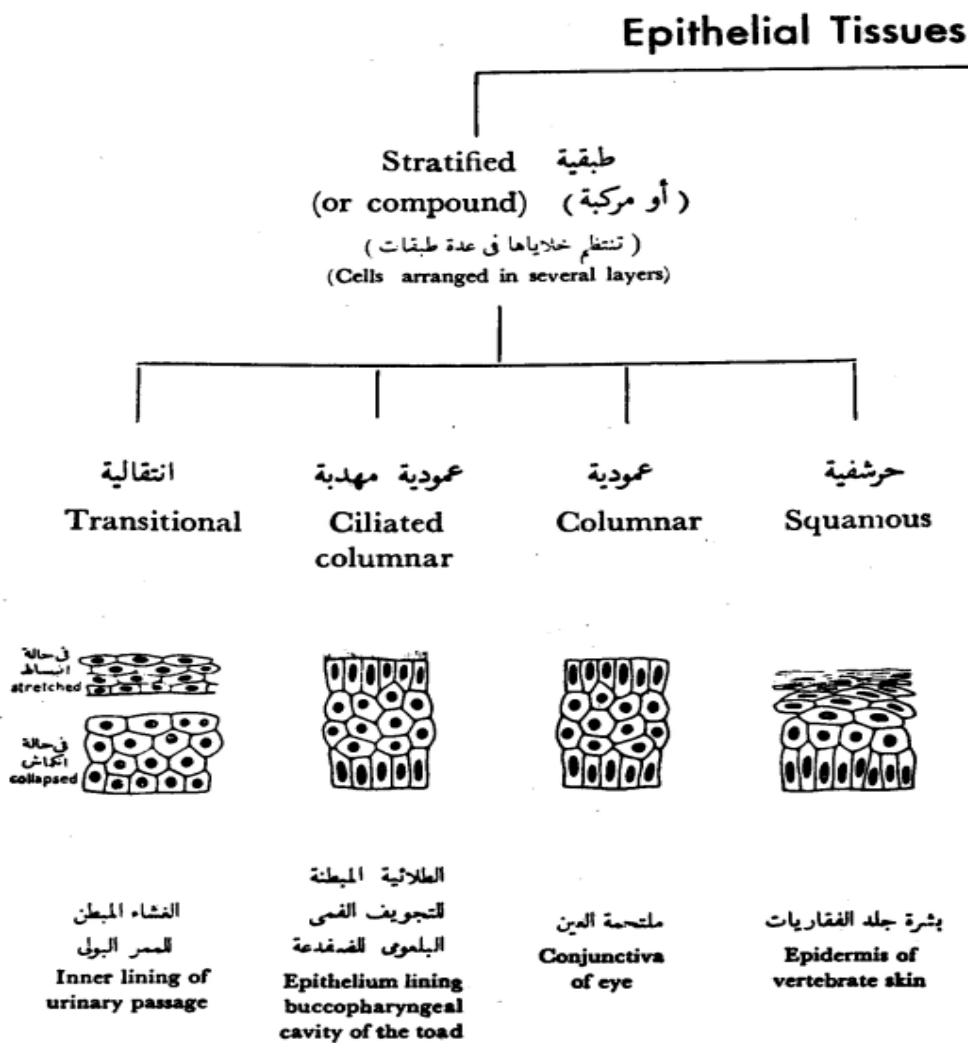 Epithelial Tissues
Stratified طبقية
(or compound) (أو مركبة)
(تنتظم خلاياها فى عدة طبقات)
(Cells arranged in several layers)
انتقالية
Transitional
عمودية مهدبة
Ciliated
columnar
عمودية
Columnar
حرشفية
Squamous
فى حالة
انبساط
stretched
فى حالة
انكماش
collapsed
الغشاء المبطن
للممر البولى
Inner lining of
urinary passage
الطلائية المبطنة
للتجويف الفمى
البلعومى للضفدعة
Epithelium lining
buccopharyngeal
cavity of the toad
ملتحمة العين
Conjunctiva
of eye
بشرة جلد الفقاريات
Epidermis of
vertebrate skin